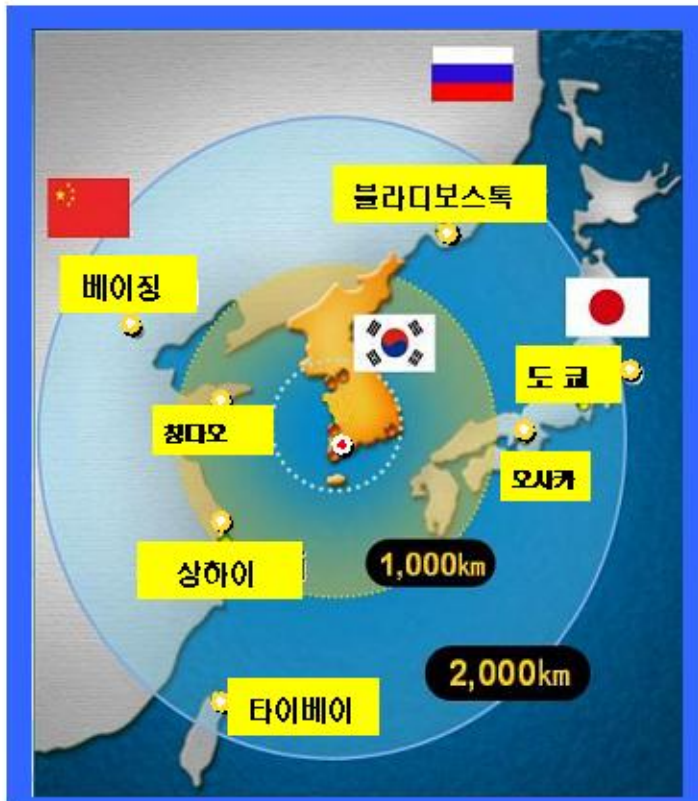 블라디보스톡
베이징
도 쿄
칭다오
오사카
상하이
1,000km
2,000km
타이베이